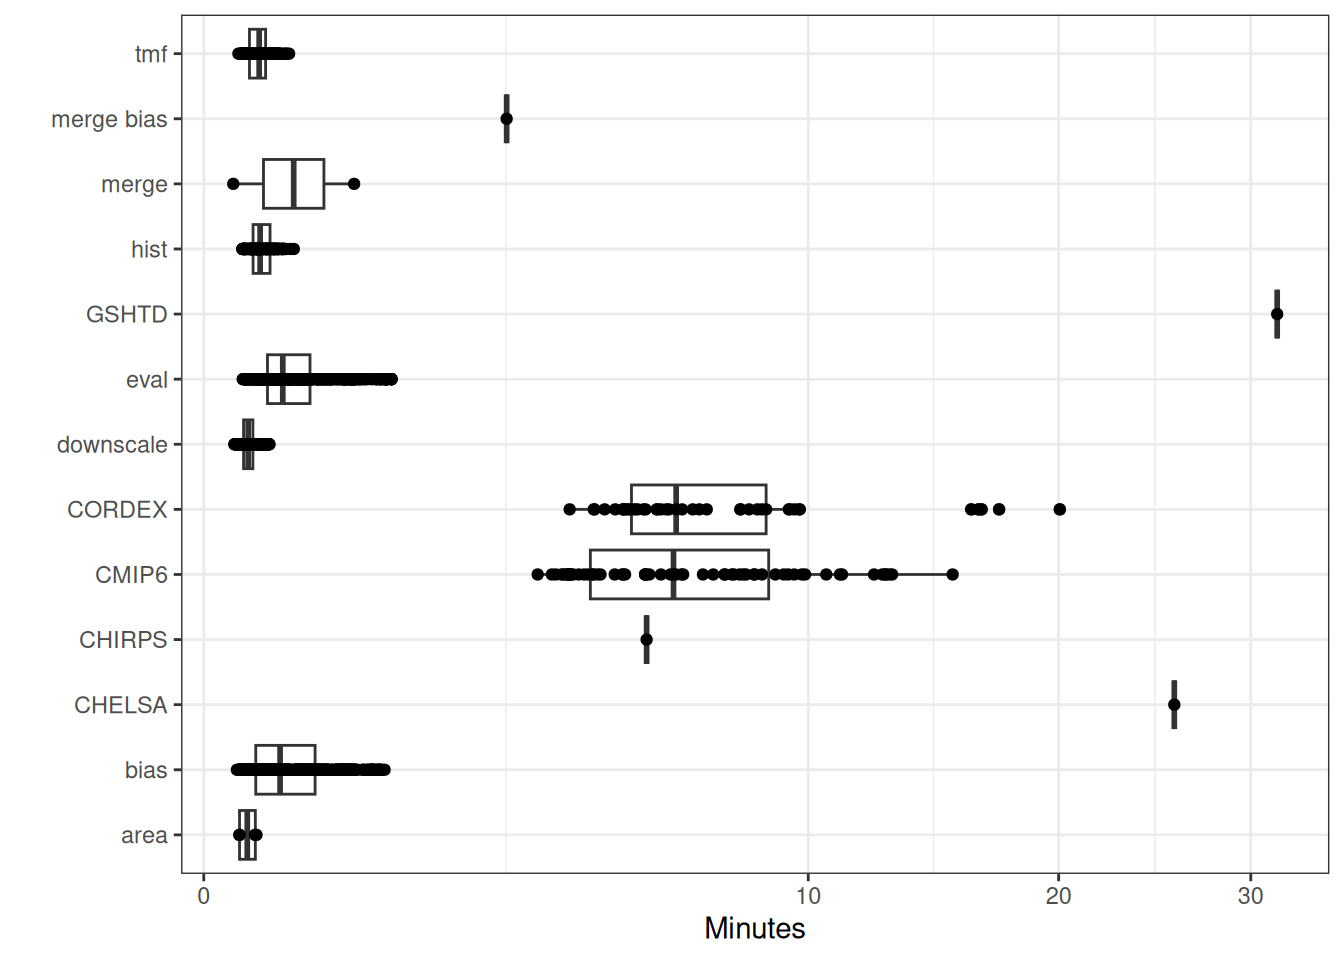 tmf
merge bias
merge
hist
GSHTD
eval
downscale
CORDEX
CMIP6
CHIRPS
CHELSA
bias
area
0 10 20 30
Minutes